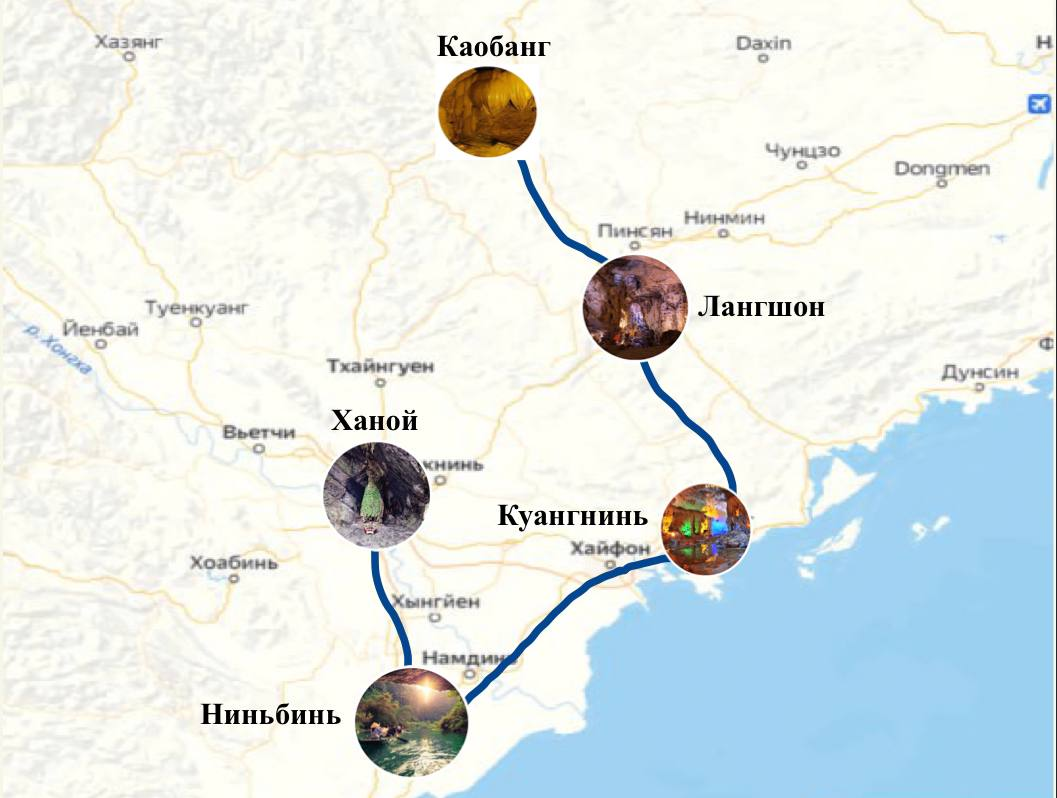 Хазянг
Каобанг
Daxin
Н
Чунцзо
Dongmen
Нинмин
Пинсян
Лангшон
Туенкуанг
Йенбай
р. Хонгха
Ф
Тхайнгуен
Дунсин
Ханой
Вьетчи
книнь
Куангнинь
Хайфон
Хоабинь
Хынгйен
Намдинь
Ниньбинь